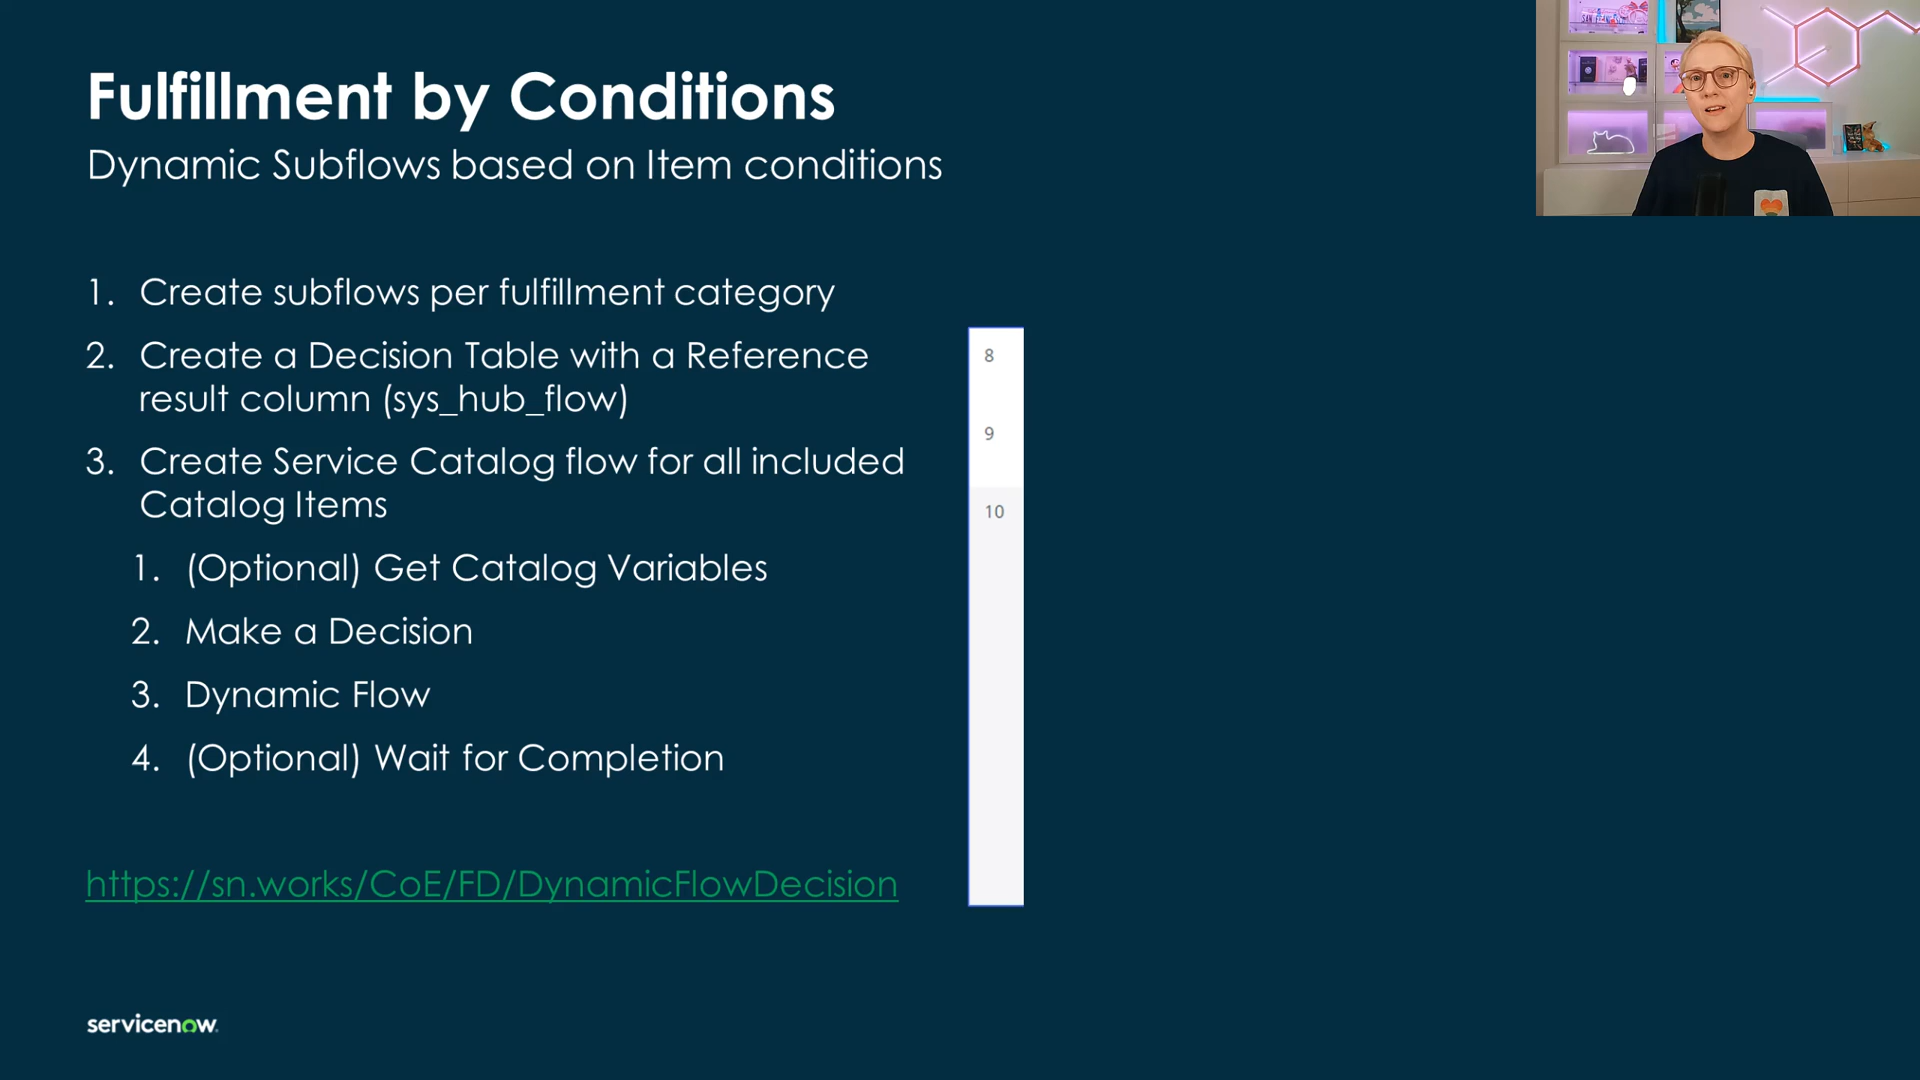 Fulfillment by Conditions
Dynamic Subflows based on Item conditions
1. Create subflows per fulfillment category
2. Create a Decision Table with a Reference
result column (sys_hub_flow)
3. Create Service Catalog flow for all included
Catalog Items
1. (Optional) Get Catalog Variables
2. Make a Decision
3. Dynamic Flow
4. (Optional) Wait for Completion
https://sn.works/CoE/FD/DynamicFlowDecision
8
9
10
servicenow